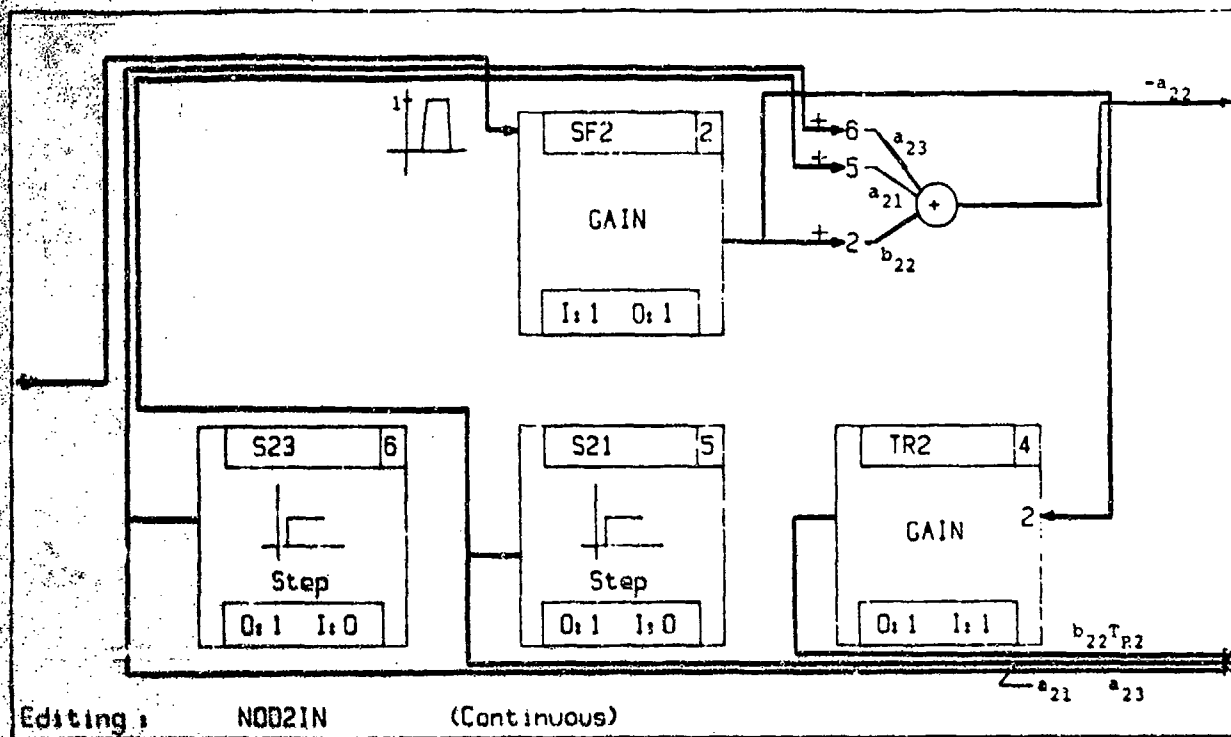 -a22
1
SF2 2
+ 6
a23
+ 5
a21
+
GAIN
+ 2
b22
I: 1 O: 1
S23 6
S21 5
TR2 4
2
GAIN
Step
Step
O: 1 I: 0
O: 1 I: 0
O: 1 I: 1
b22TR2
a21 a23
Editing : NOD2IN (Continuous)